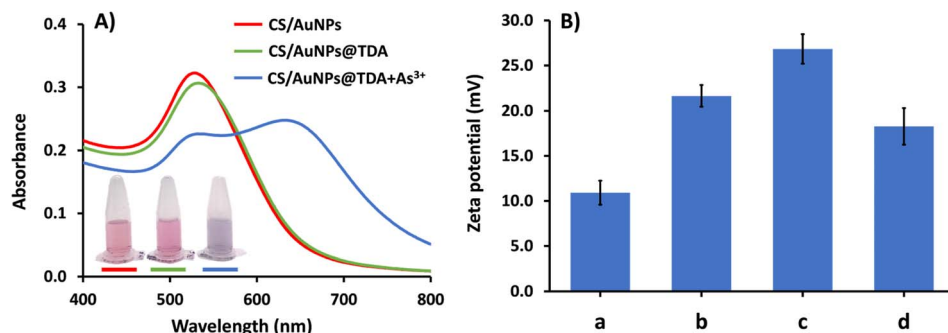 A)
CS/AuNPs
CS/AuNPs@TDA
CS/AuNPs@TDA+As³⁺
Absorbance
0.4
0.3
0.2
0.1
0.0
400 500 600 700 800
Wavelength (nm)
B)
Zeta potential (mV)
30.0
25.0
20.0
15.0
10.0
5.0
0.0
a b c d